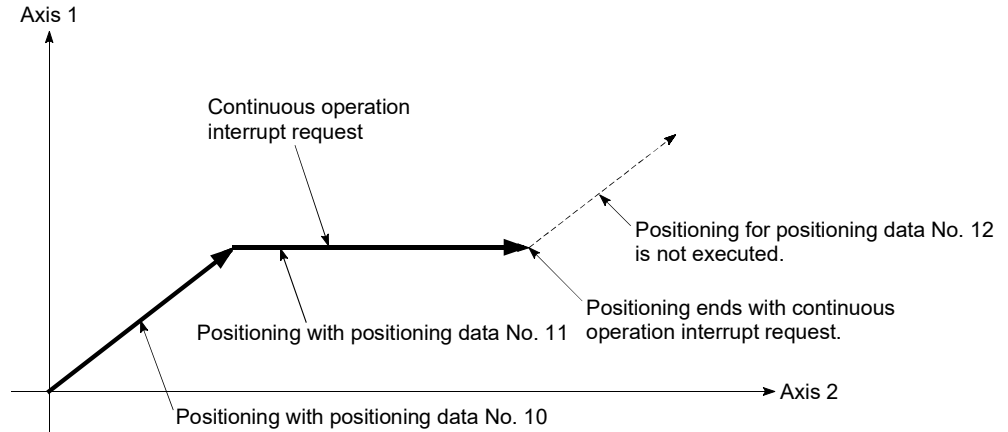 Axis 1
Continuous operation
interrupt request
Positioning for positioning data No. 12
is not executed.
Positioning ends with continuous
operation interrupt request.
Positioning with positioning data No. 11
Axis 2
Positioning with positioning data No. 10